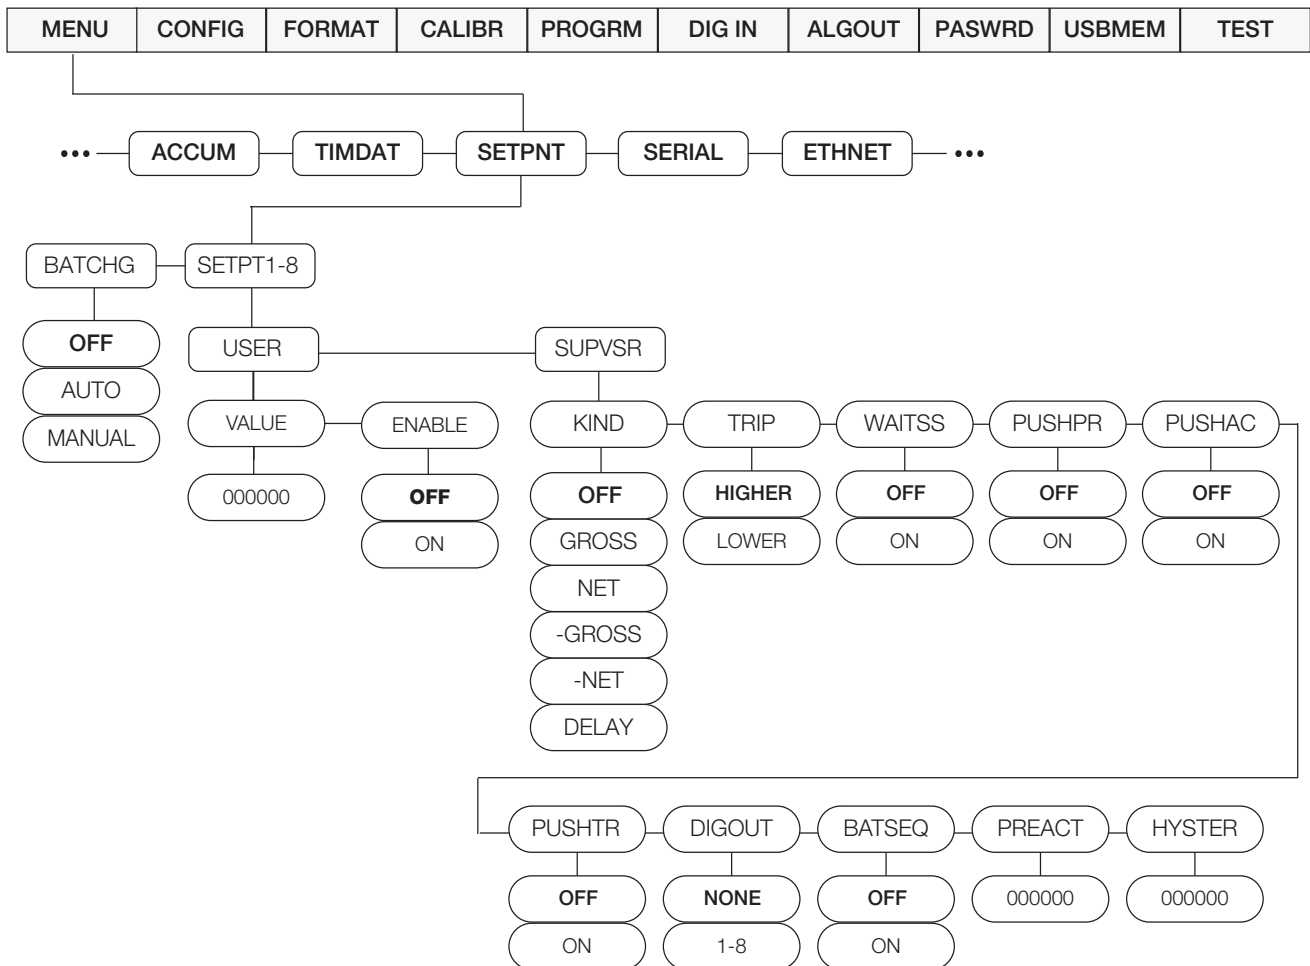 MENU CONFIG FORMAT CALIBR PROGRM DIG IN ALGOUT PASWRD USBMEM TEST
••• ACCUM TIMDAT SETPNT SERIAL ETHNET •••
BATCHG SETPT1-8
OFF
AUTO
MANUAL
USER SUPVSR
VALUE ENABLE KIND TRIP WAITSS PUSHPR PUSHAC
000000 OFF OFF HIGHER OFF OFF OFF
ON GROSS LOWER ON ON ON
NET
-GROSS
-NET
DELAY
PUSHTR DIGOUT BATSEQ PREACT HYSTER
OFF NONE OFF 000000 000000
ON 1-8 ON